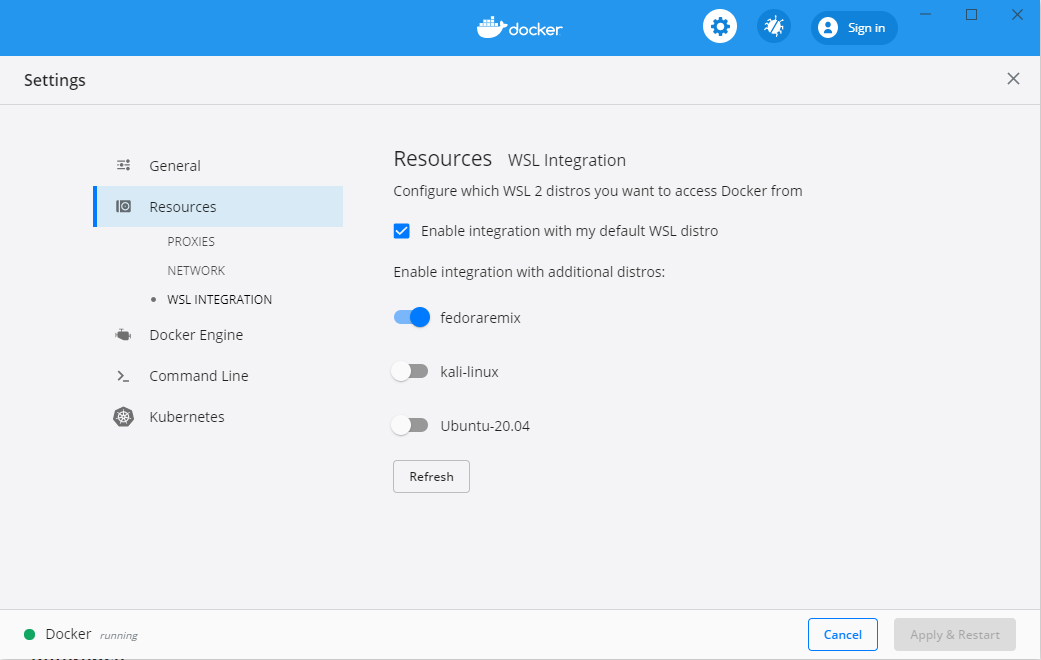 docker
Sign in
Settings
General
Resources
PROXIES
NETWORK
WSL INTEGRATION
Docker Engine
Command Line
Kubernetes
Resources WSL Integration
Configure which WSL 2 distros you want to access Docker from
Enable integration with my default WSL distro
Enable integration with additional distros:
fedoraremix
kali-linux
Ubuntu-20.04
Refresh
Docker running
Cancel
Apply & Restart